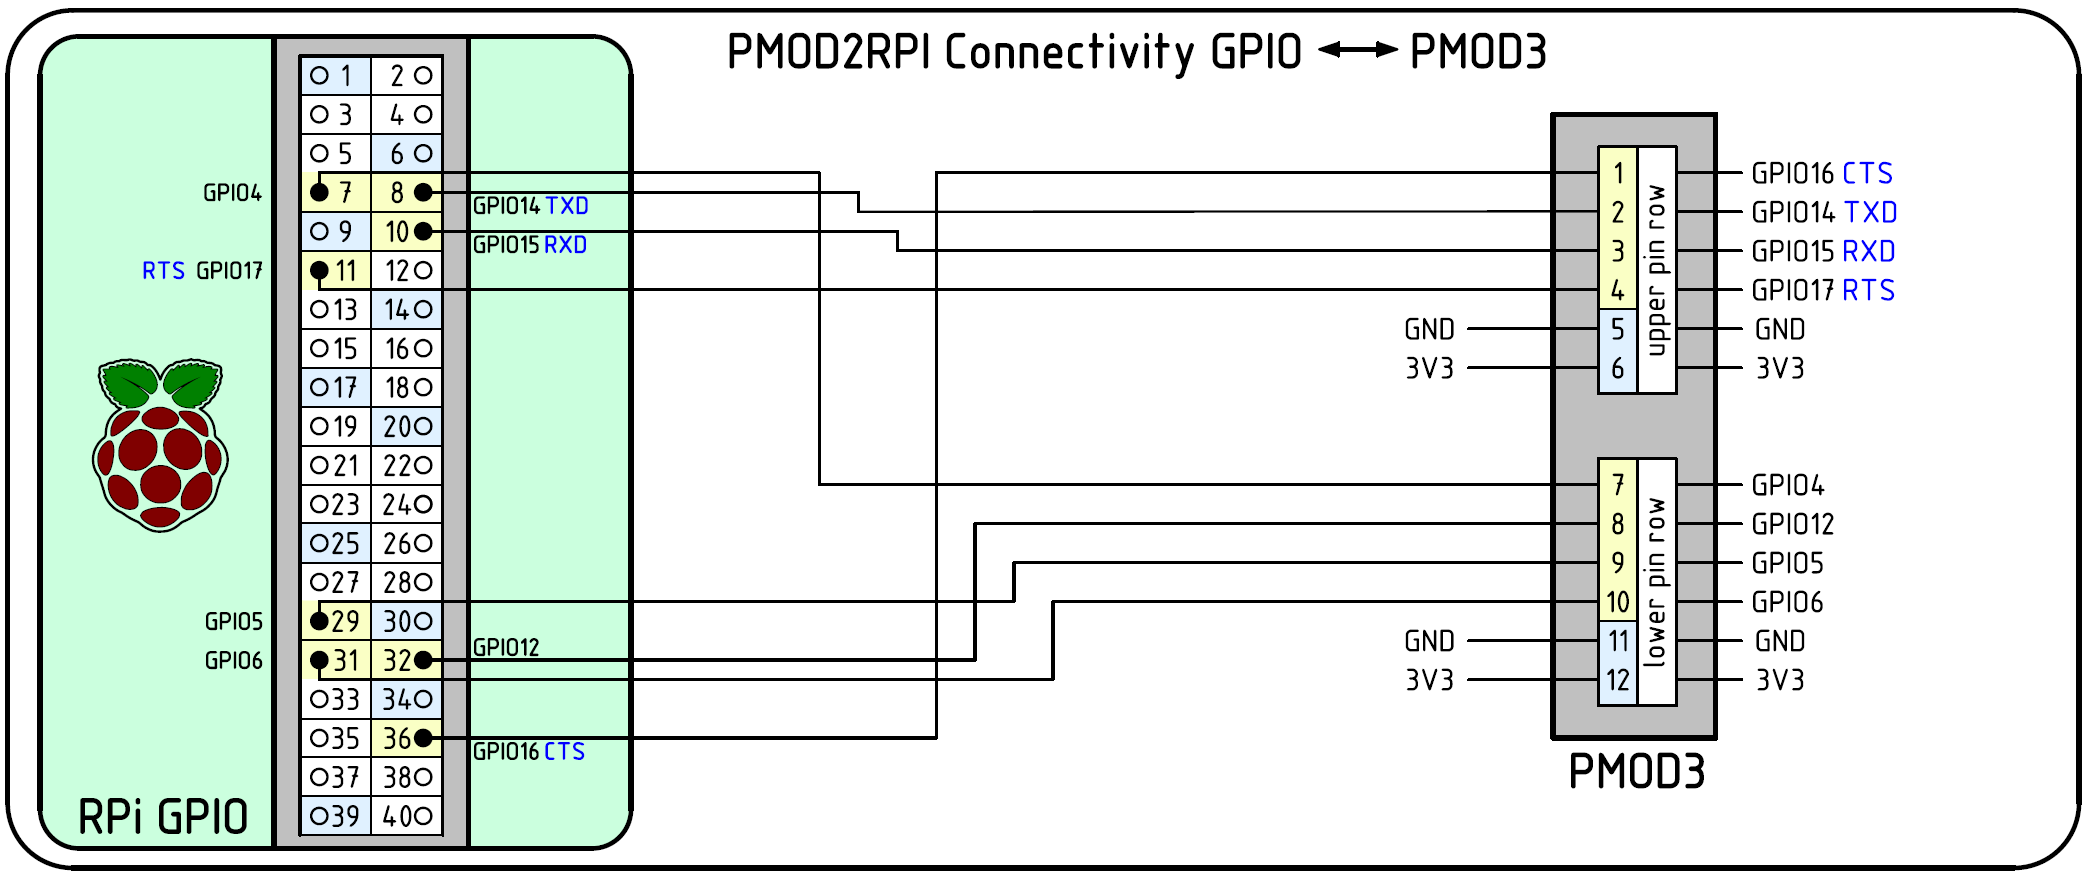 PMOD2RPI Connectivity GPIO ↔ PMOD3
1 2
3 4
5 6
GPIO4 7 8 GPIO14 TXD
9 10 GPIO15 RXD
RTS GPIO17 11 12
13 14
15 16
17 18
19 20
21 22
23 24
25 26
27 28
GPIO5 29 30
GPIO6 31 32 GPIO12
33 34
35 36 GPIO16 CTS
37 38
39 40
RPi GPIO
1 GPIO16 CTS
2 GPIO14 TXD
3 GPIO15 RXD
4 GPIO17 RTS
GND 5 GND
3V3 6 3V3
upper pin row
7 GPIO4
8 GPIO12
9 GPIO5
10 GPIO6
GND 11 GND
3V3 12 3V3
lower pin row
PMOD3